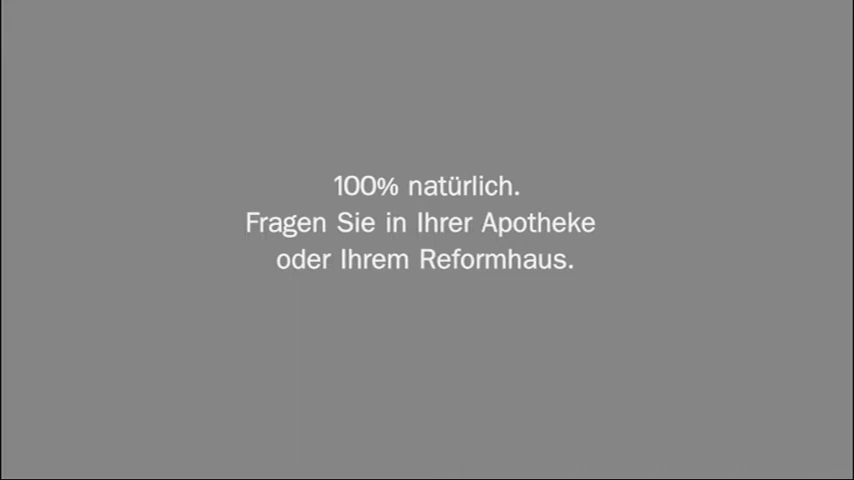 100% natürlich.
Fragen Sie in Ihrer Apotheke
oder Ihrem Reformhaus.